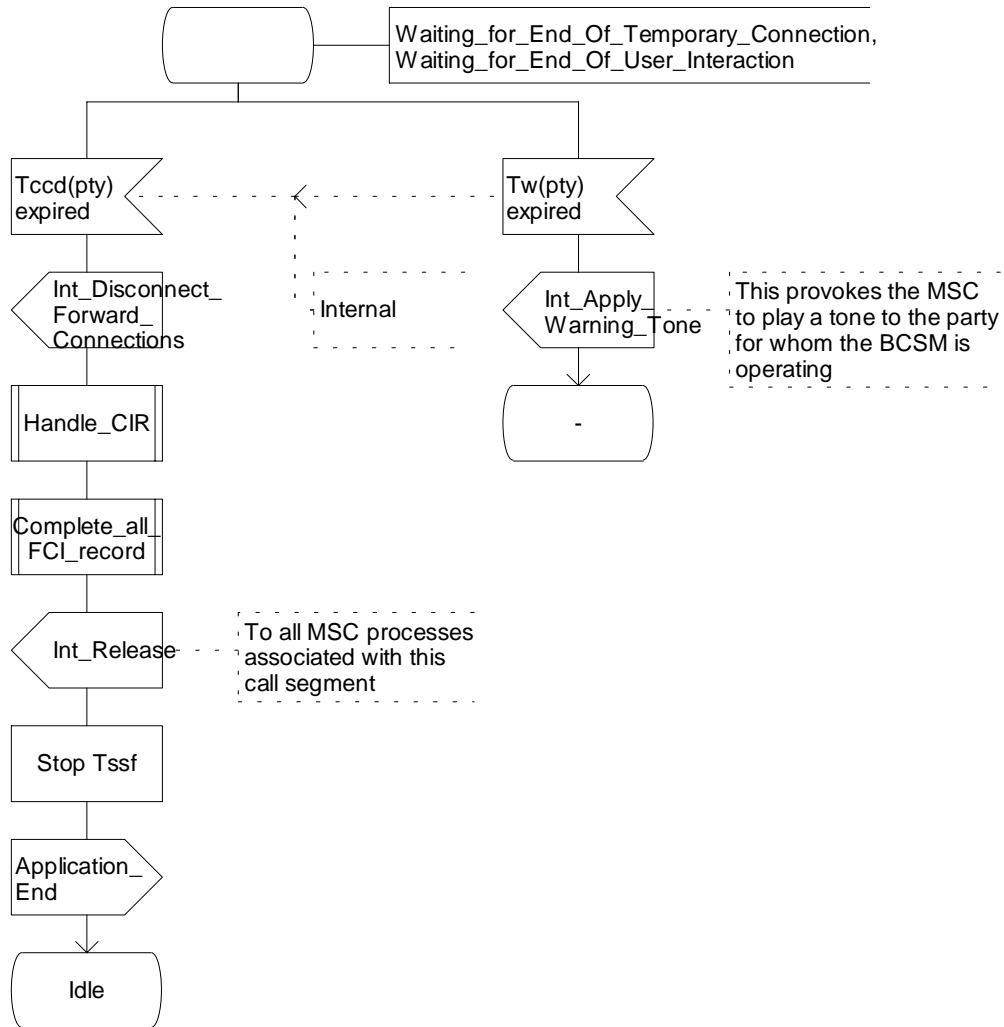 Waiting_for_End_Of_Temporary_Connection,
Waiting_for_End_Of_User_Interaction
Tccd(pty)
expired
Tw(pty)
expired
Int_Disconnect_
Forward_
Connections
Internal
Int_Apply_
Warning_Tone
This provokes the MSC
to play a tone to the party
for whom the BCSM is
operating
Handle_CIR
-
Complete_all_
FCI_record
Int_Release
To all MSC processes
associated with this
call segment
Stop Tssf
Application_
End
Idle